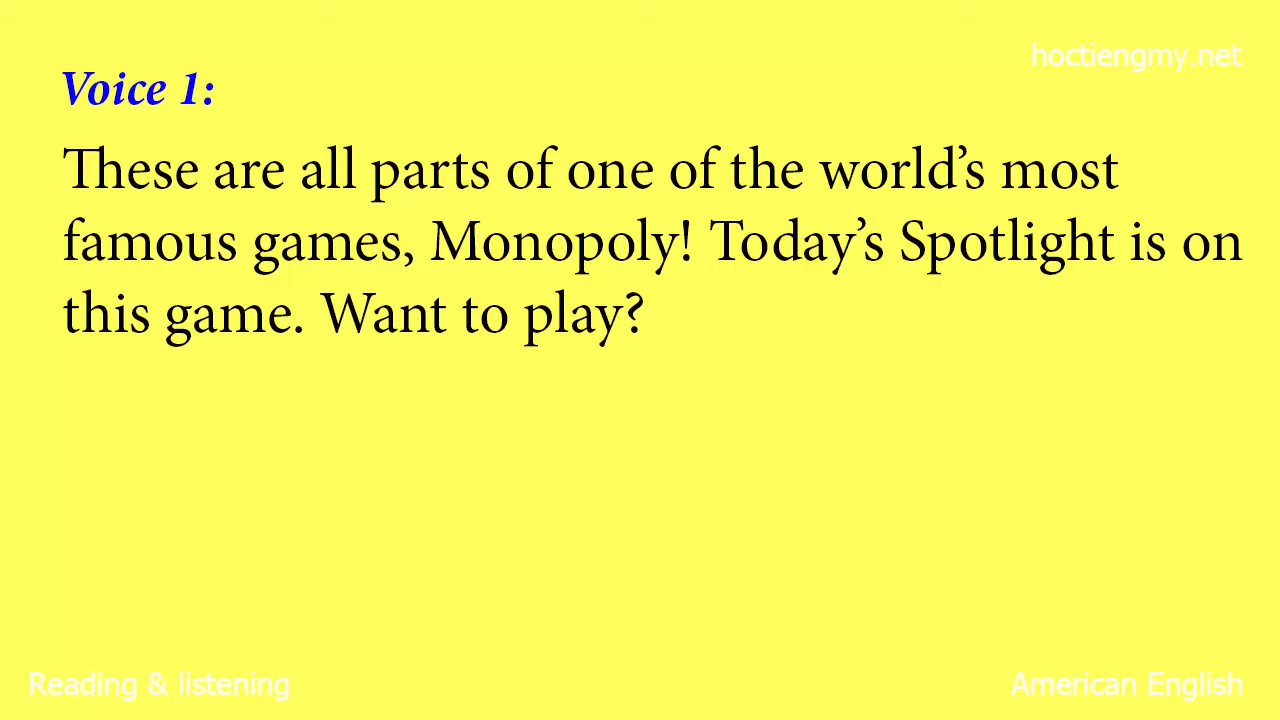 hoctiengmy.net
Voice 1:
These are all parts of one of the world’s most
famous games, Monopoly! Today’s Spotlight is on
this game. Want to play?
Reading & listening
American English